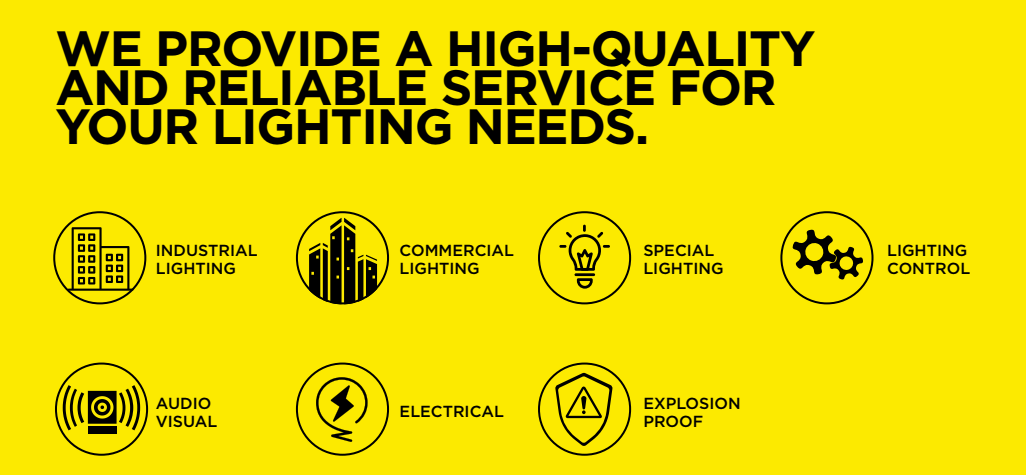 WE PROVIDE A HIGH-QUALITY
AND RELIABLE SERVICE FOR
YOUR LIGHTING NEEDS.
INDUSTRIAL
LIGHTING
COMMERCIAL
LIGHTING
SPECIAL
LIGHTING
LIGHTING
CONTROL
AUDIO
VISUAL
ELECTRICAL
EXPLOSION
PROOF